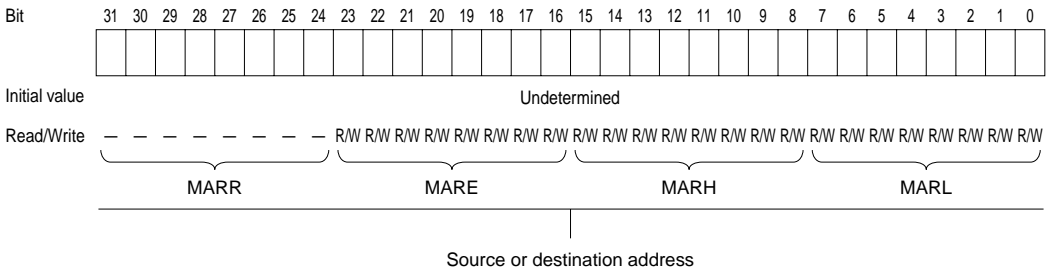 Bit 31 30 29 28 27 26 25 24 23 22 21 20 19 18 17 16 15 14 13 12 11 10 9 8 7 6 5 4 3 2 1 0
Initial value Undetermined
Read/Write — — — — — — — — R/W R/W R/W R/W R/W R/W R/W R/W R/W R/W R/W R/W R/W R/W R/W R/W R/W R/W R/W R/W R/W R/W R/W R/W
MARR MARE MARH MARL
Source or destination address